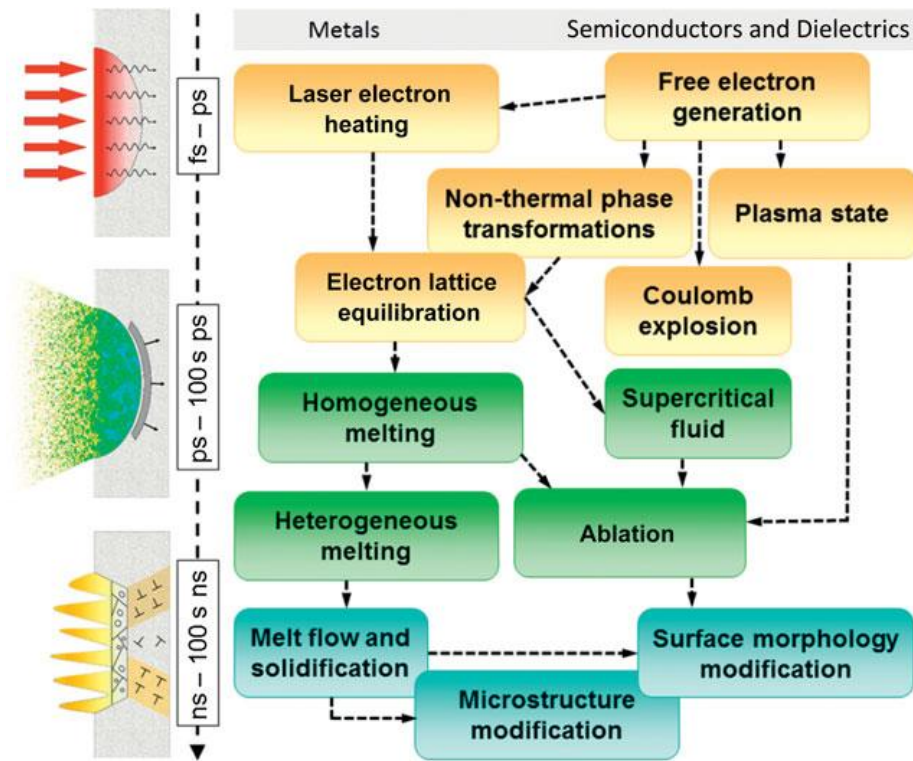 Metals
Semiconductors and Dielectrics
fs – ps
Laser electron
heating
Free electron
generation
Non-thermal phase
transformations
Plasma state
ps – 100 s ps
Electron lattice
equilibration
Coulomb
explosion
Homogeneous
melting
Supercritical
fluid
Heterogeneous
melting
Ablation
ns – 100 s ns
Melt flow and
solidification
Surface morphology
modification
Microstructure
modification